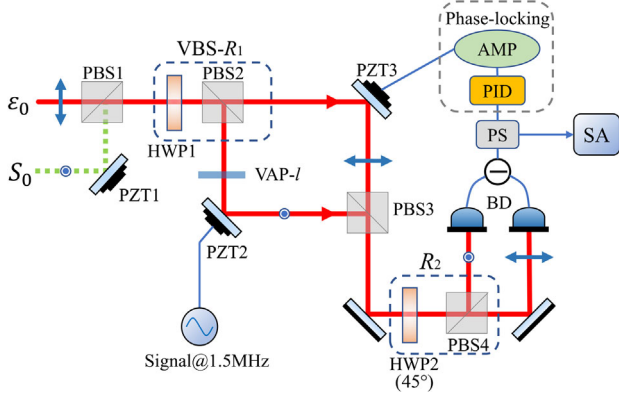 Phase-locking
AMP
PID
PS
SA
VBS-R₁
PBS1
PBS2
PZT3
ε₀
HWP1
S₀
PZT1
VAP-l
PBS3
BD
PZT2
R₂
Signal@1.5MHz
HWP2
(45°)
PBS4